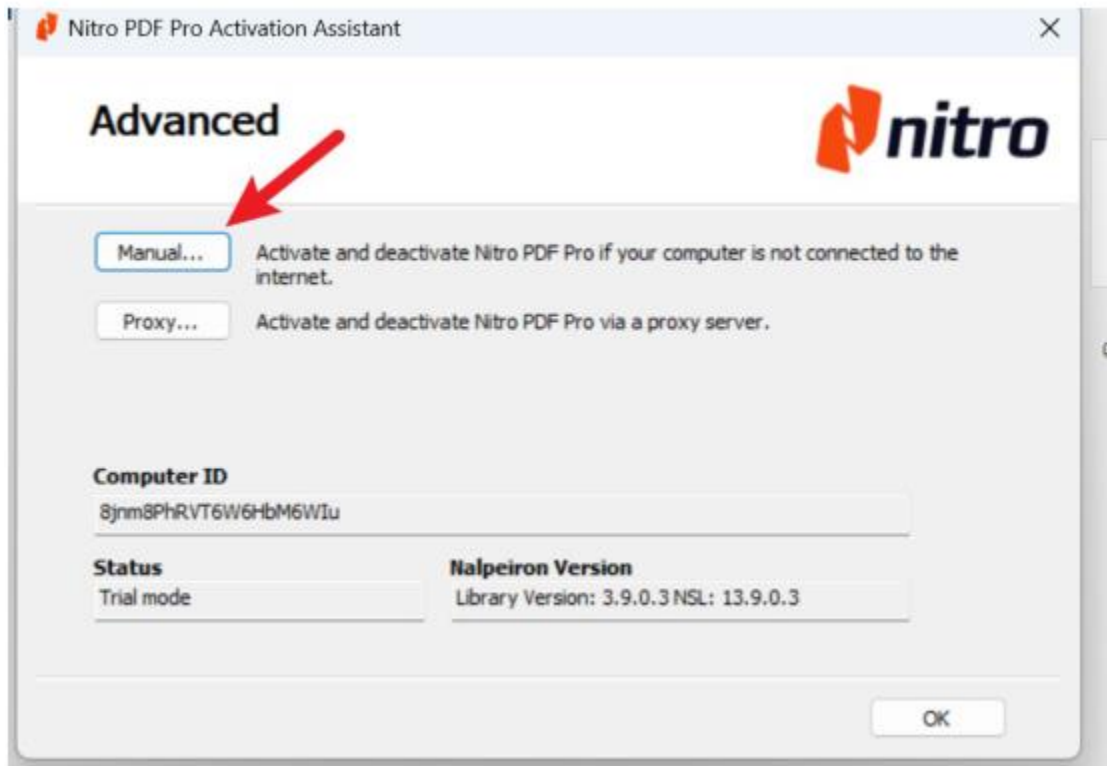 Nitro PDF Pro Activation Assistant
Advanced
nitro
Manual...
Activate and deactivate Nitro PDF Pro if your computer is not connected to the
internet.
Proxy...
Activate and deactivate Nitro PDF Pro via a proxy server.
Computer ID
8jnm8PhRVT6W6HbM6WIu
Status
Nalpeiron Version
Trial mode
Library Version: 3.9.0.3 NSL: 13.9.0.3
OK